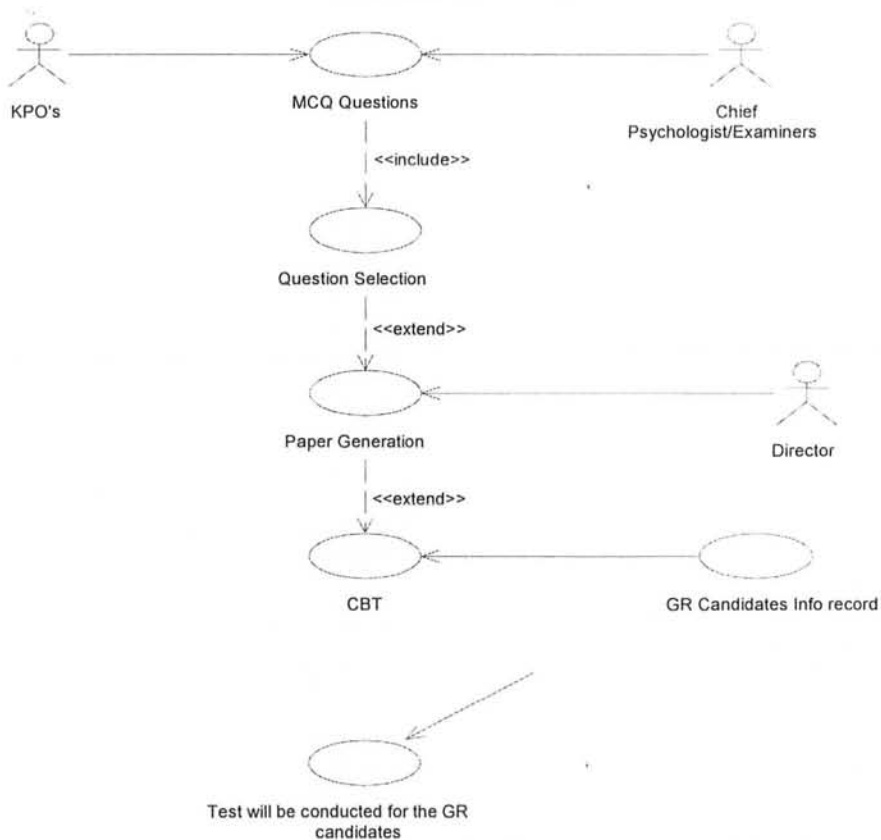 KPO's
MCQ Questions
Chief
Psychologist/Examiners
<<include>>
Question Selection
<<extend>>
Paper Generation
Director
<<extend>>
CBT
GR Candidates Info record
Test will be conducted for the GR
candidates